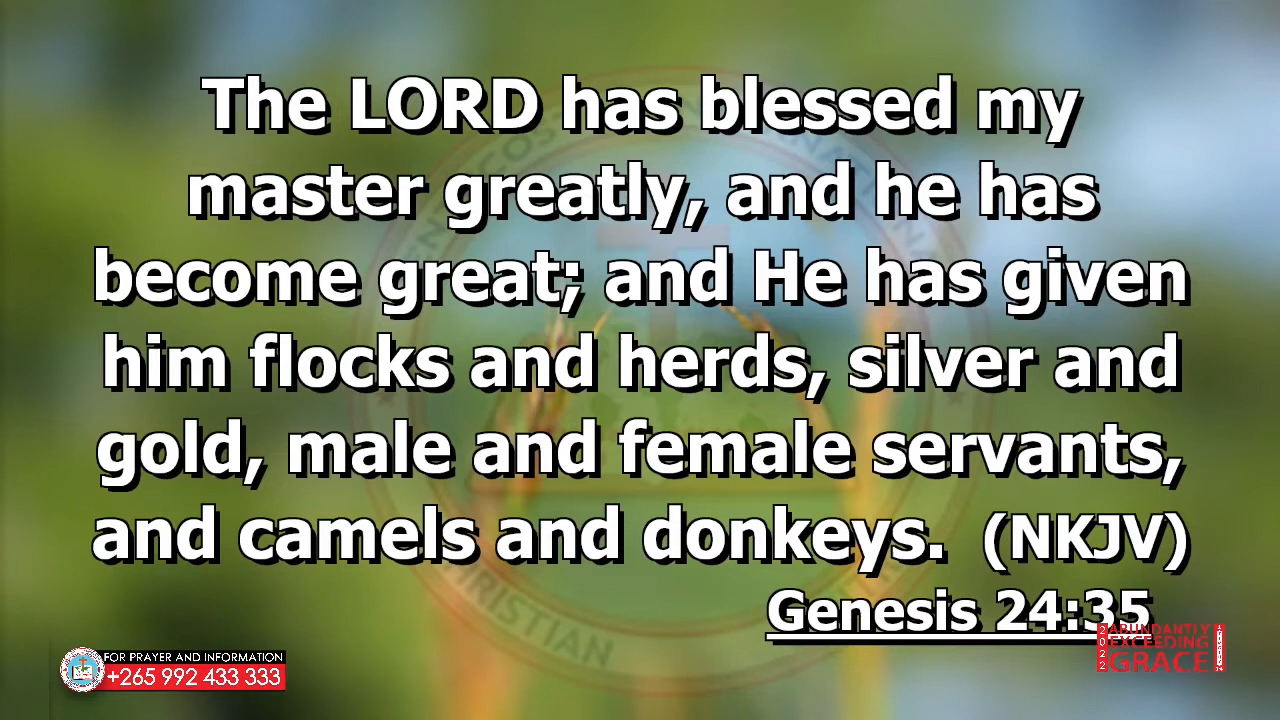 The LORD has blessed my
master greatly, and he has
become great; and He has given
him flocks and herds, silver and
gold, male and female servants,
and camels and donkeys. (NKJV)
Genesis 24:35
FOR PRAYER AND INFORMATION
+265 992 433 333
2022
ABUNDANTLY
EXCEEDING
GRACE
CHRISTIAN